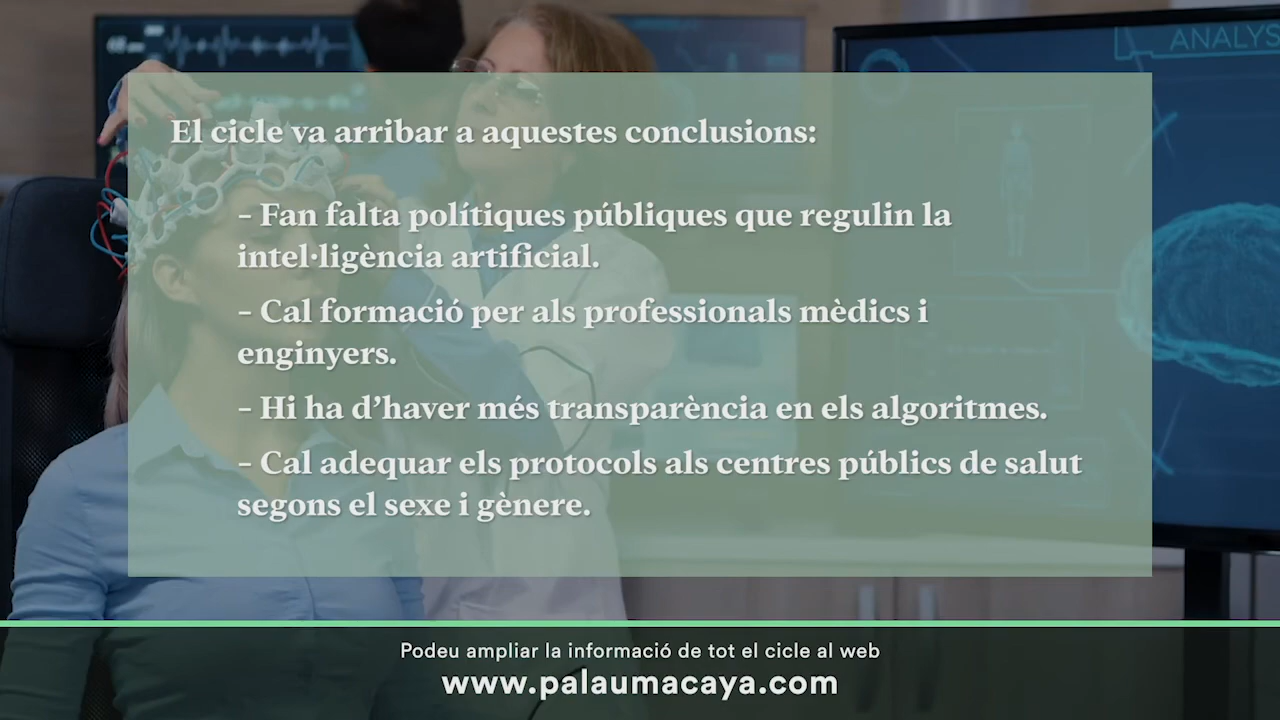 ANALYS
El cicle va arribar a aquestes conclusions:
– Fan falta polítiques públiques que regulin la
intel·ligència artificial.
– Cal formació per als professionals mèdics i
enginyers.
– Hi ha d’haver més transparència en els algoritmes.
– Cal adequar els protocols als centres públics de salut
segons el sexe i gènere.
Podeu ampliar la informació de tot el cicle al web
www.palaumacaya.com